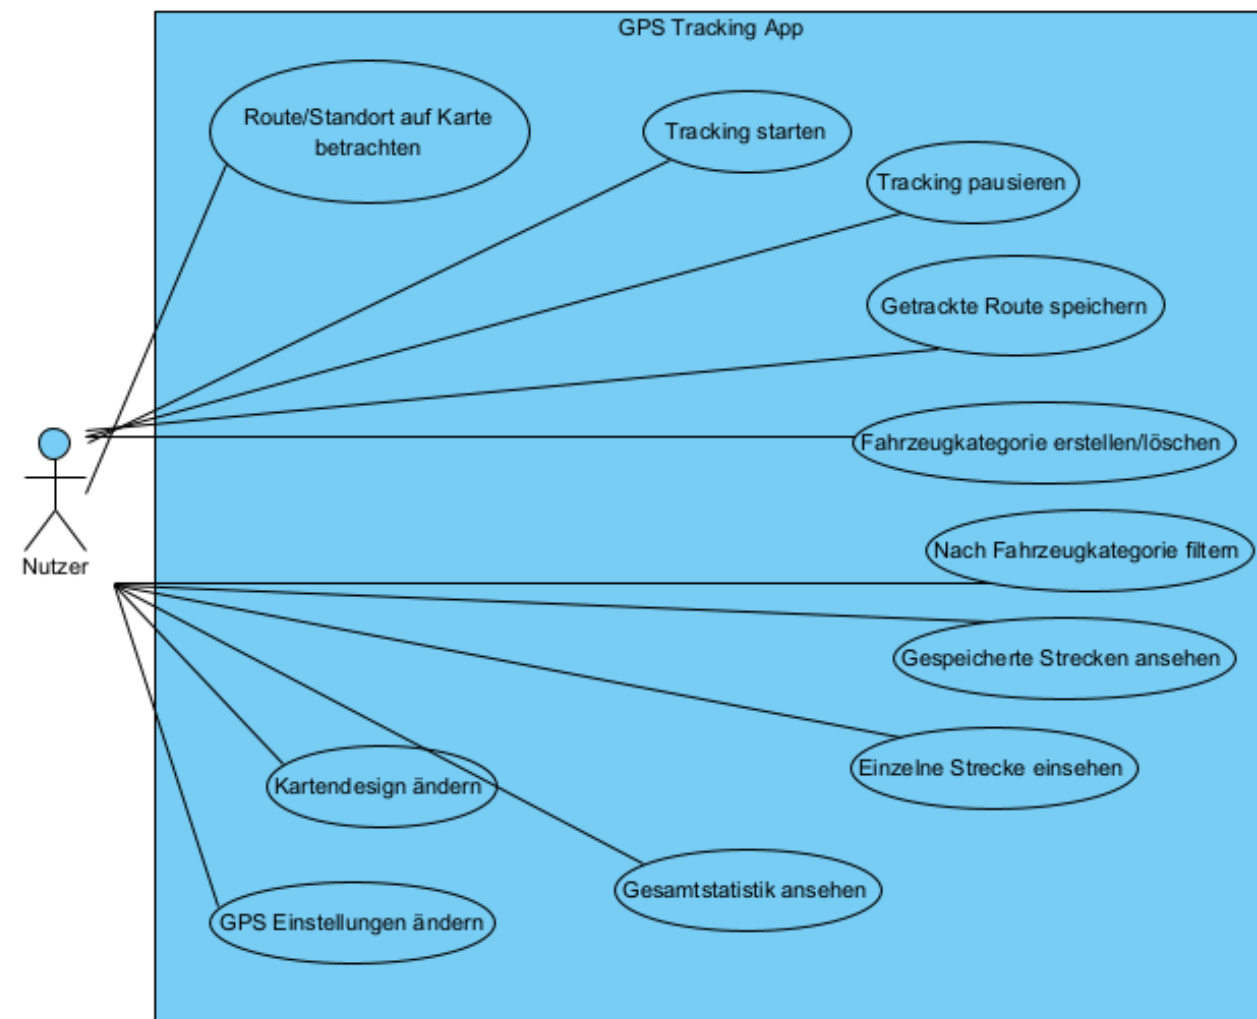 GPS Tracking App
Route/Standort auf Karte
betrachten
Tracking starten
Tracking pausieren
Getrackte Route speichern
Fahrzeugkategorie erstellen/löschen
Nach Fahrzeugkategorie filtern
Nutzer
Gespeicherte Strecken ansehen
Einzelne Strecke einsehen
Kartendesign ändern
Gesamtstatistik ansehen
GPS Einstellungen ändern